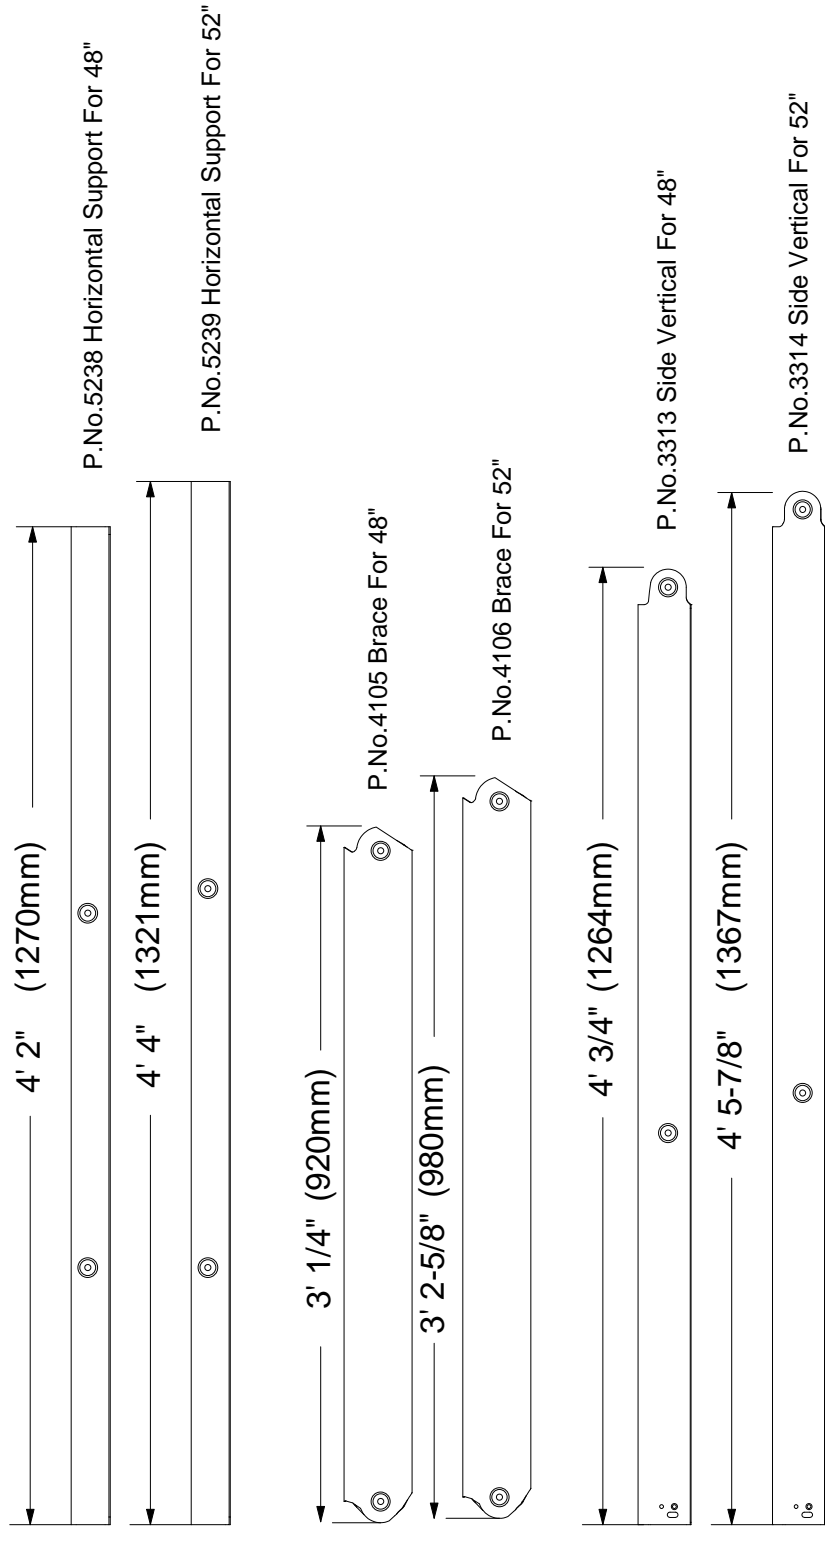 P.No.5238 Horizontal Support For 48"
4' 2" (1270mm)
P.No.5239 Horizontal Support For 52"
4' 4" (1321mm)
P.No.4105 Brace For 48"
3' 1/4" (920mm)
P.No.4106 Brace For 52"
3' 2-5/8" (980mm)
P.No.3313 Side Vertical For 48"
4' 3/4" (1264mm)
P.No.3314 Side Vertical For 52"
4' 5-7/8" (1367mm)